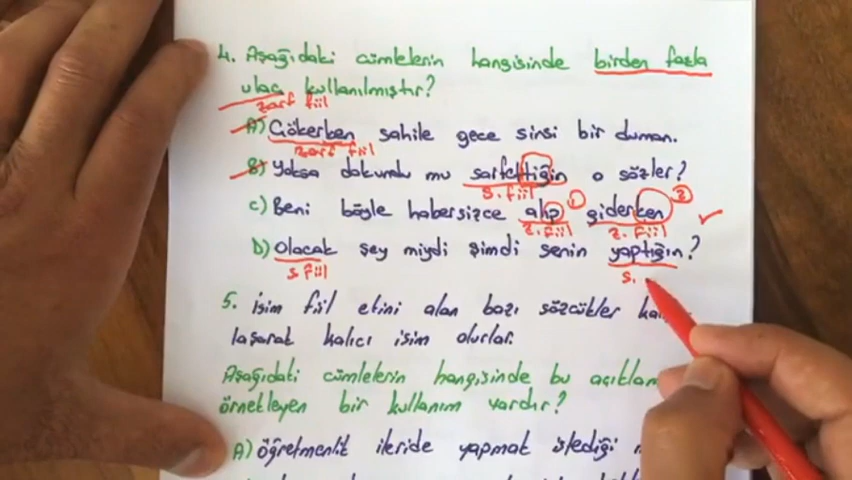 4. Aşağıdaki cümlelerin hangisinde birden fazla
ulaç kullanılmıştır?
zarf fiil
A) Çökerken sahile gece sinsi bir duman.
zarf fiil
B) Yoksa dokundu mu sarfettiğin o sözler?
s. fiil
C) Beni böyle habersizce alıp giderken
1 2
z. fiil z. fiil
D) Olacak şey miydi şimdi senin yaptığın?
s fiil s.
5. İsim fiil ekini alan bazı sözcükler
laşarak kalıcı isim olurlar.
Aşağıdaki cümlelerin hangisinde bu
örnekleyen bir kullanım vardır?
A) öğretmenlik ileride yapmak istediği